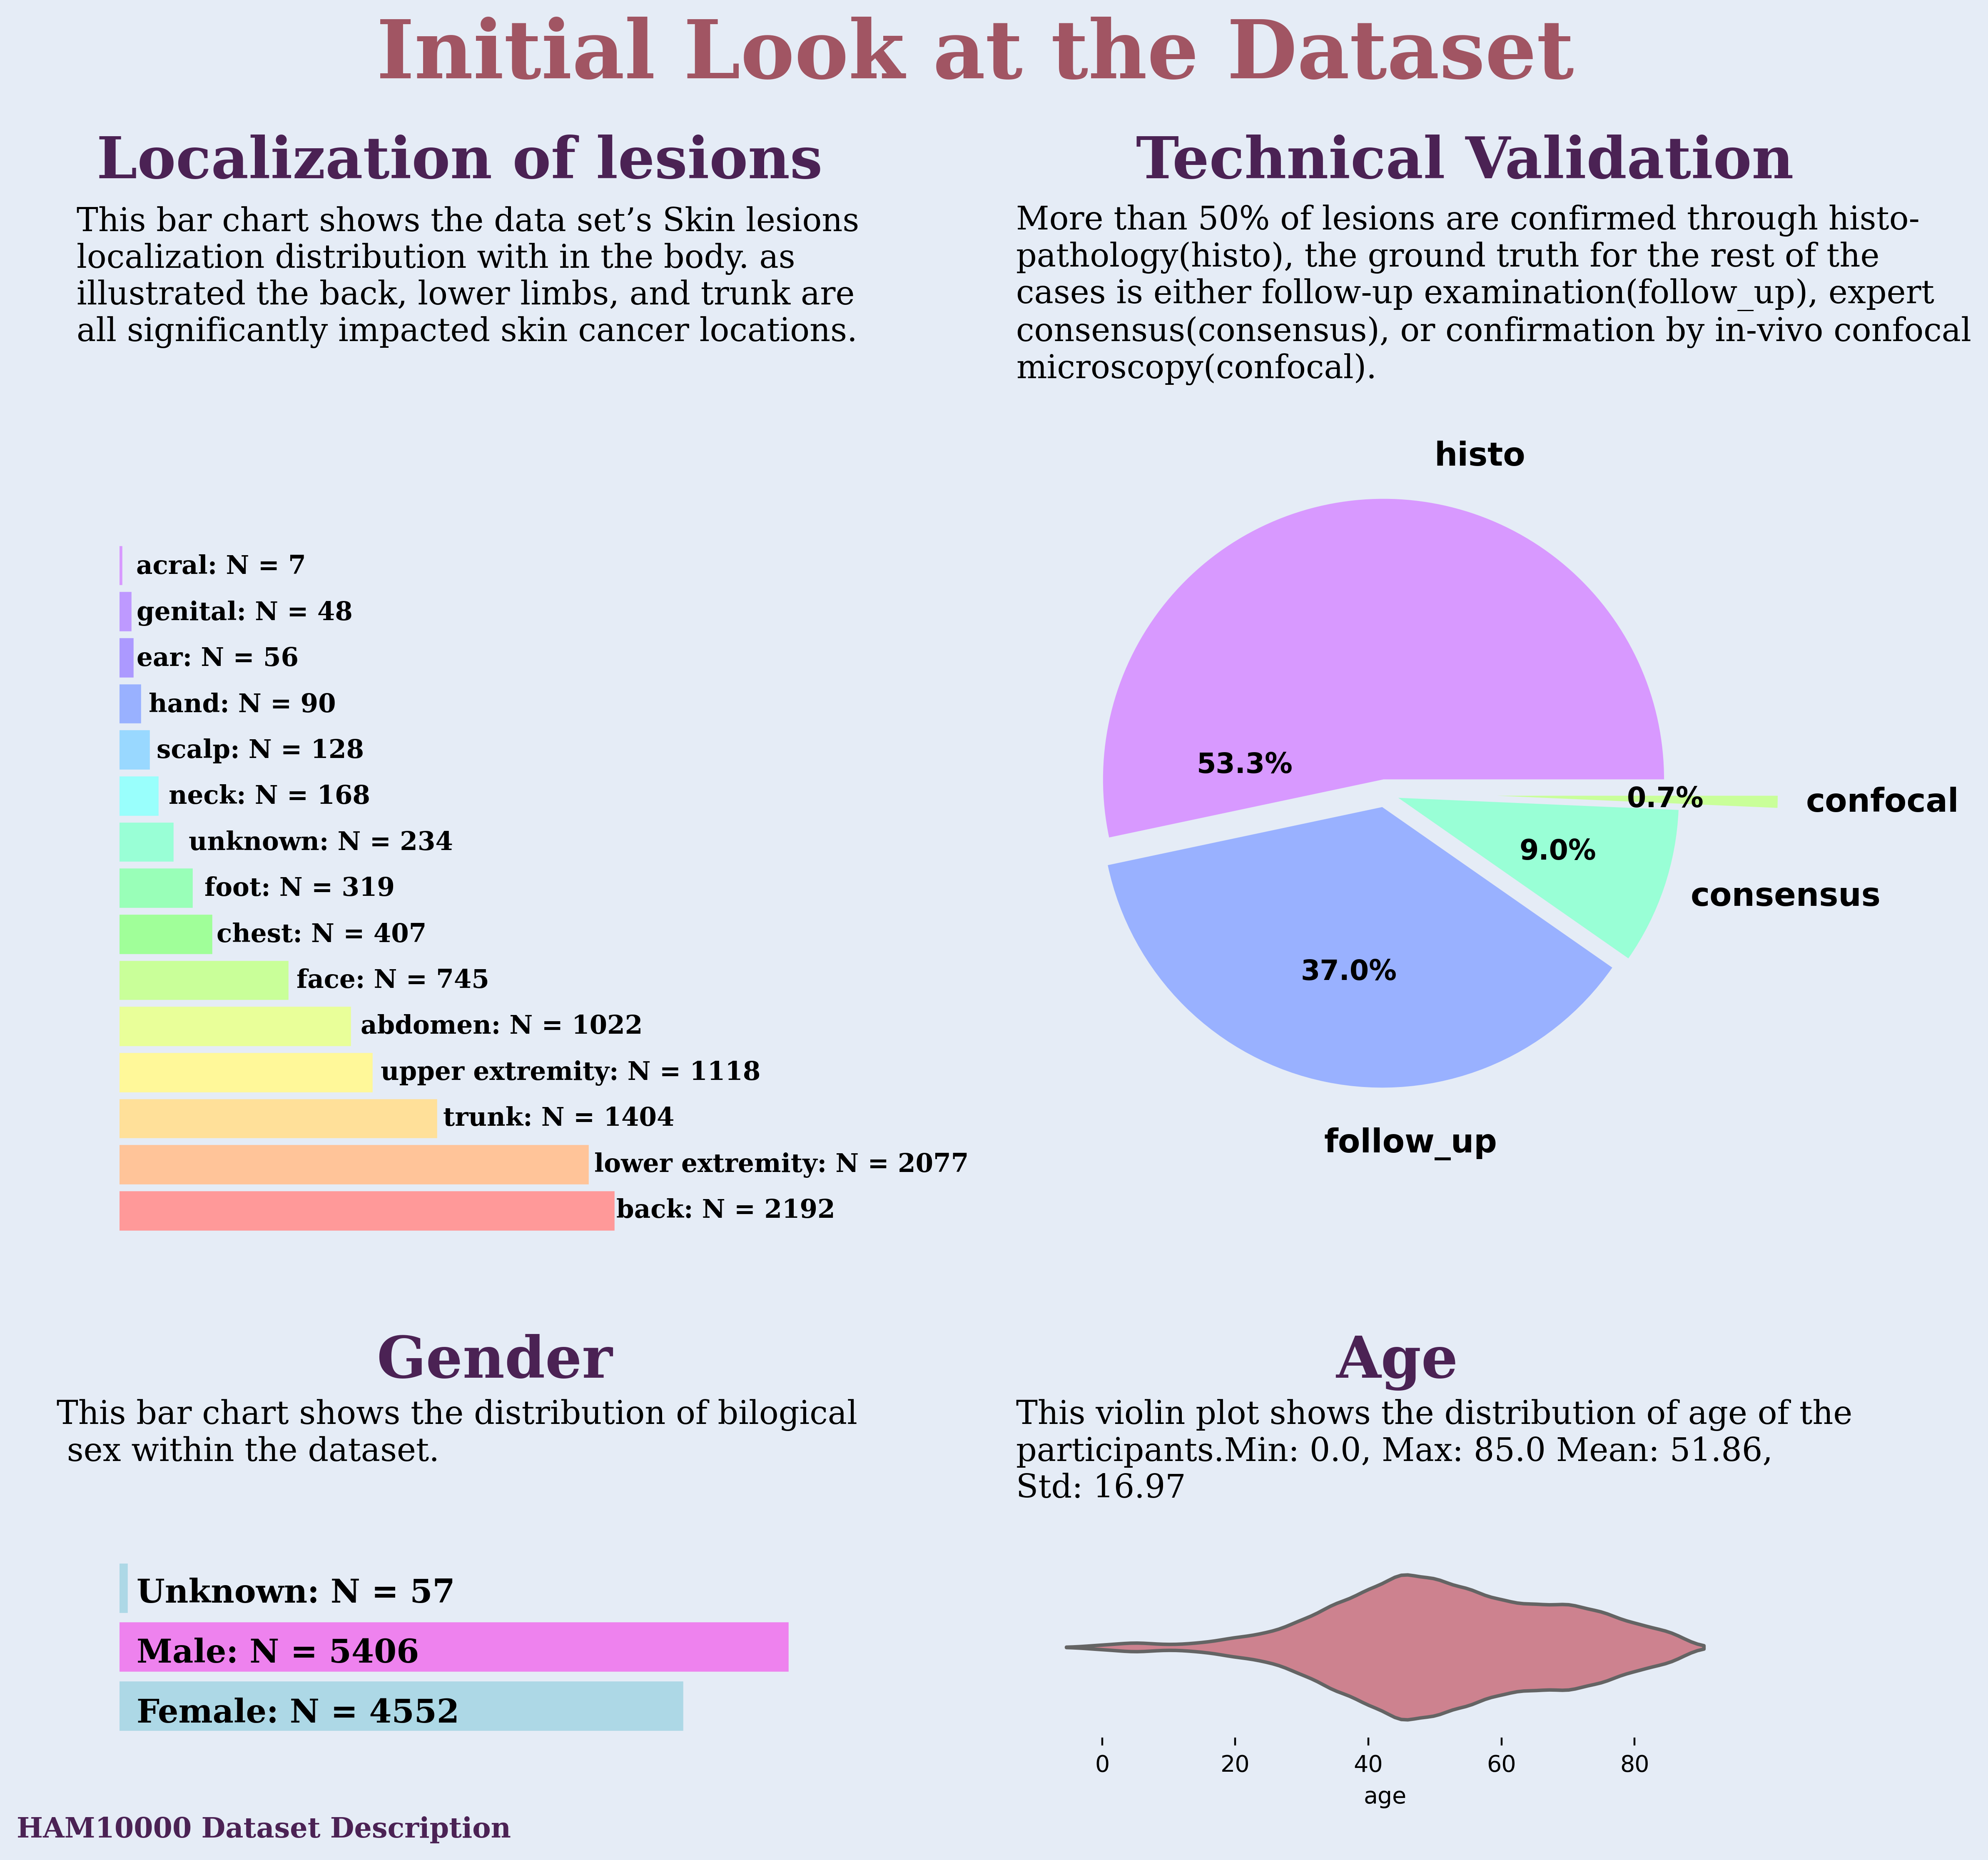 Initial Look at the Dataset
Localization of lesions
This bar chart shows the data set’s Skin lesions
localization distribution with in the body. as
illustrated the back, lower limbs, and trunk are
all significantly impacted skin cancer locations.
acral: N = 7
genital: N = 48
ear: N = 56
hand: N = 90
scalp: N = 128
neck: N = 168
unknown: N = 234
foot: N = 319
chest: N = 407
face: N = 745
abdomen: N = 1022
upper extremity: N = 1118
trunk: N = 1404
lower extremity: N = 2077
back: N = 2192
Technical Validation
More than 50% of lesions are confirmed through histo-
pathology(histo), the ground truth for the rest of the
cases is either follow-up examination(follow_up), expert
consensus(consensus), or confirmation by in-vivo confocal
microscopy(confocal).
histo
53.3%
0.7%
confocal
9.0%
consensus
37.0%
follow_up
Gender
This bar chart shows the distribution of bilogical
sex within the dataset.
Unknown: N = 57
Male: N = 5406
Female: N = 4552
Age
This violin plot shows the distribution of age of the
participants.Min: 0.0, Max: 85.0 Mean: 51.86,
Std: 16.97
0 20 40 60 80
age
HAM10000 Dataset Description